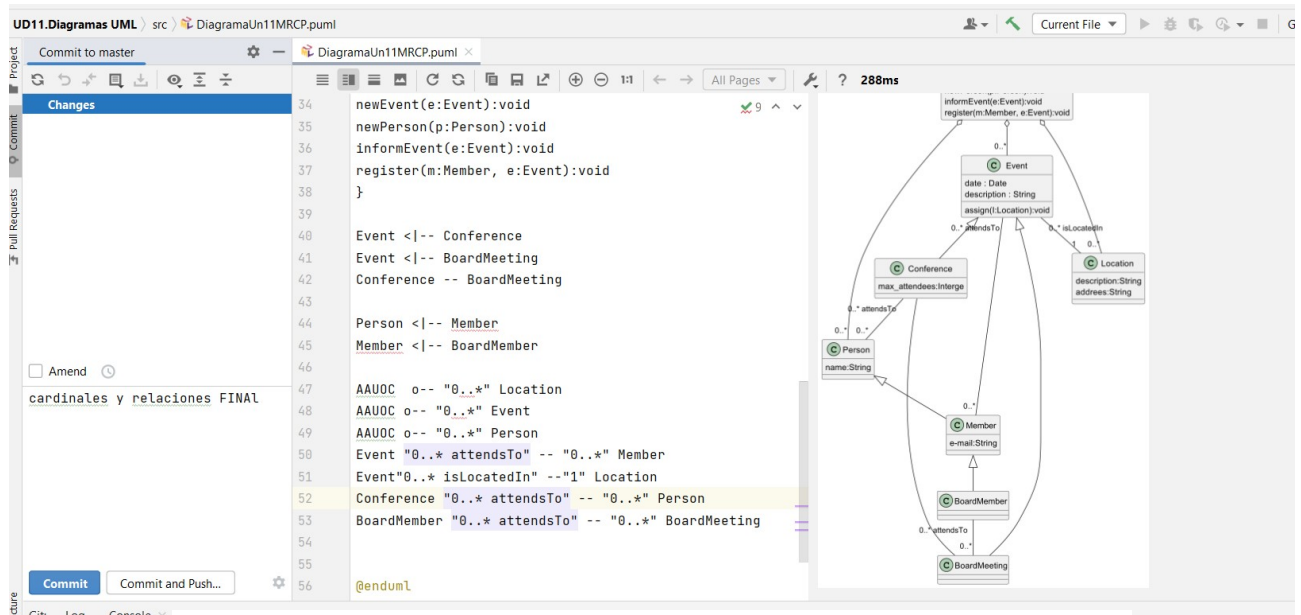 UD11.Diagramas UML 〉 src 〉 DiagramaUn11MRCP.puml
Current File
Project
Commit
Pull Requests
Commit to master
Changes
Amend
cardinales y relaciones FINAL
Commit
Commit and Push...
DiagramaUn11MRCP.puml
1:1
All Pages
? 288ms
9
34 newEvent(e:Event):void
35 newPerson(p:Person):void
36 informEvent(e:Event):void
37 register(m:Member, e:Event):void
38 }
39
40 Event <|-- Conference
41 Event <|-- BoardMeeting
42 Conference -- BoardMeeting
43
44 Person <|-- Member
45 Member <|-- BoardMember
46
47 AAUOC  o-- "0..*" Location
48 AAUOC o-- "0..*" Event
49 AAUOC o-- "0..*" Person
50 Event "0..* attendsTo" -- "0..*" Member
51 Event"0..* isLocatedIn" --"1" Location
52 Conference "0..* attendsTo" -- "0..*" Person
53 BoardMember "0..* attendsTo" -- "0..*" BoardMeeting
54
55
56 @enduml
informEvent(e:Event):void
register(m:Member, e:Event):void
0..*
C Event
date : Date
description : String
assign(l:Location):void
0..* attendsTo
0..* isLocatedIn
1 0..*
C Conference
max_attendees:Interge
C Location
description:String
addrees:String
0..* attendsTo
0..* 0..*
C Person
name:String
0..*
C Member
e-mail:String
C BoardMember
0..* attendsTo
0..*
C BoardMeeting